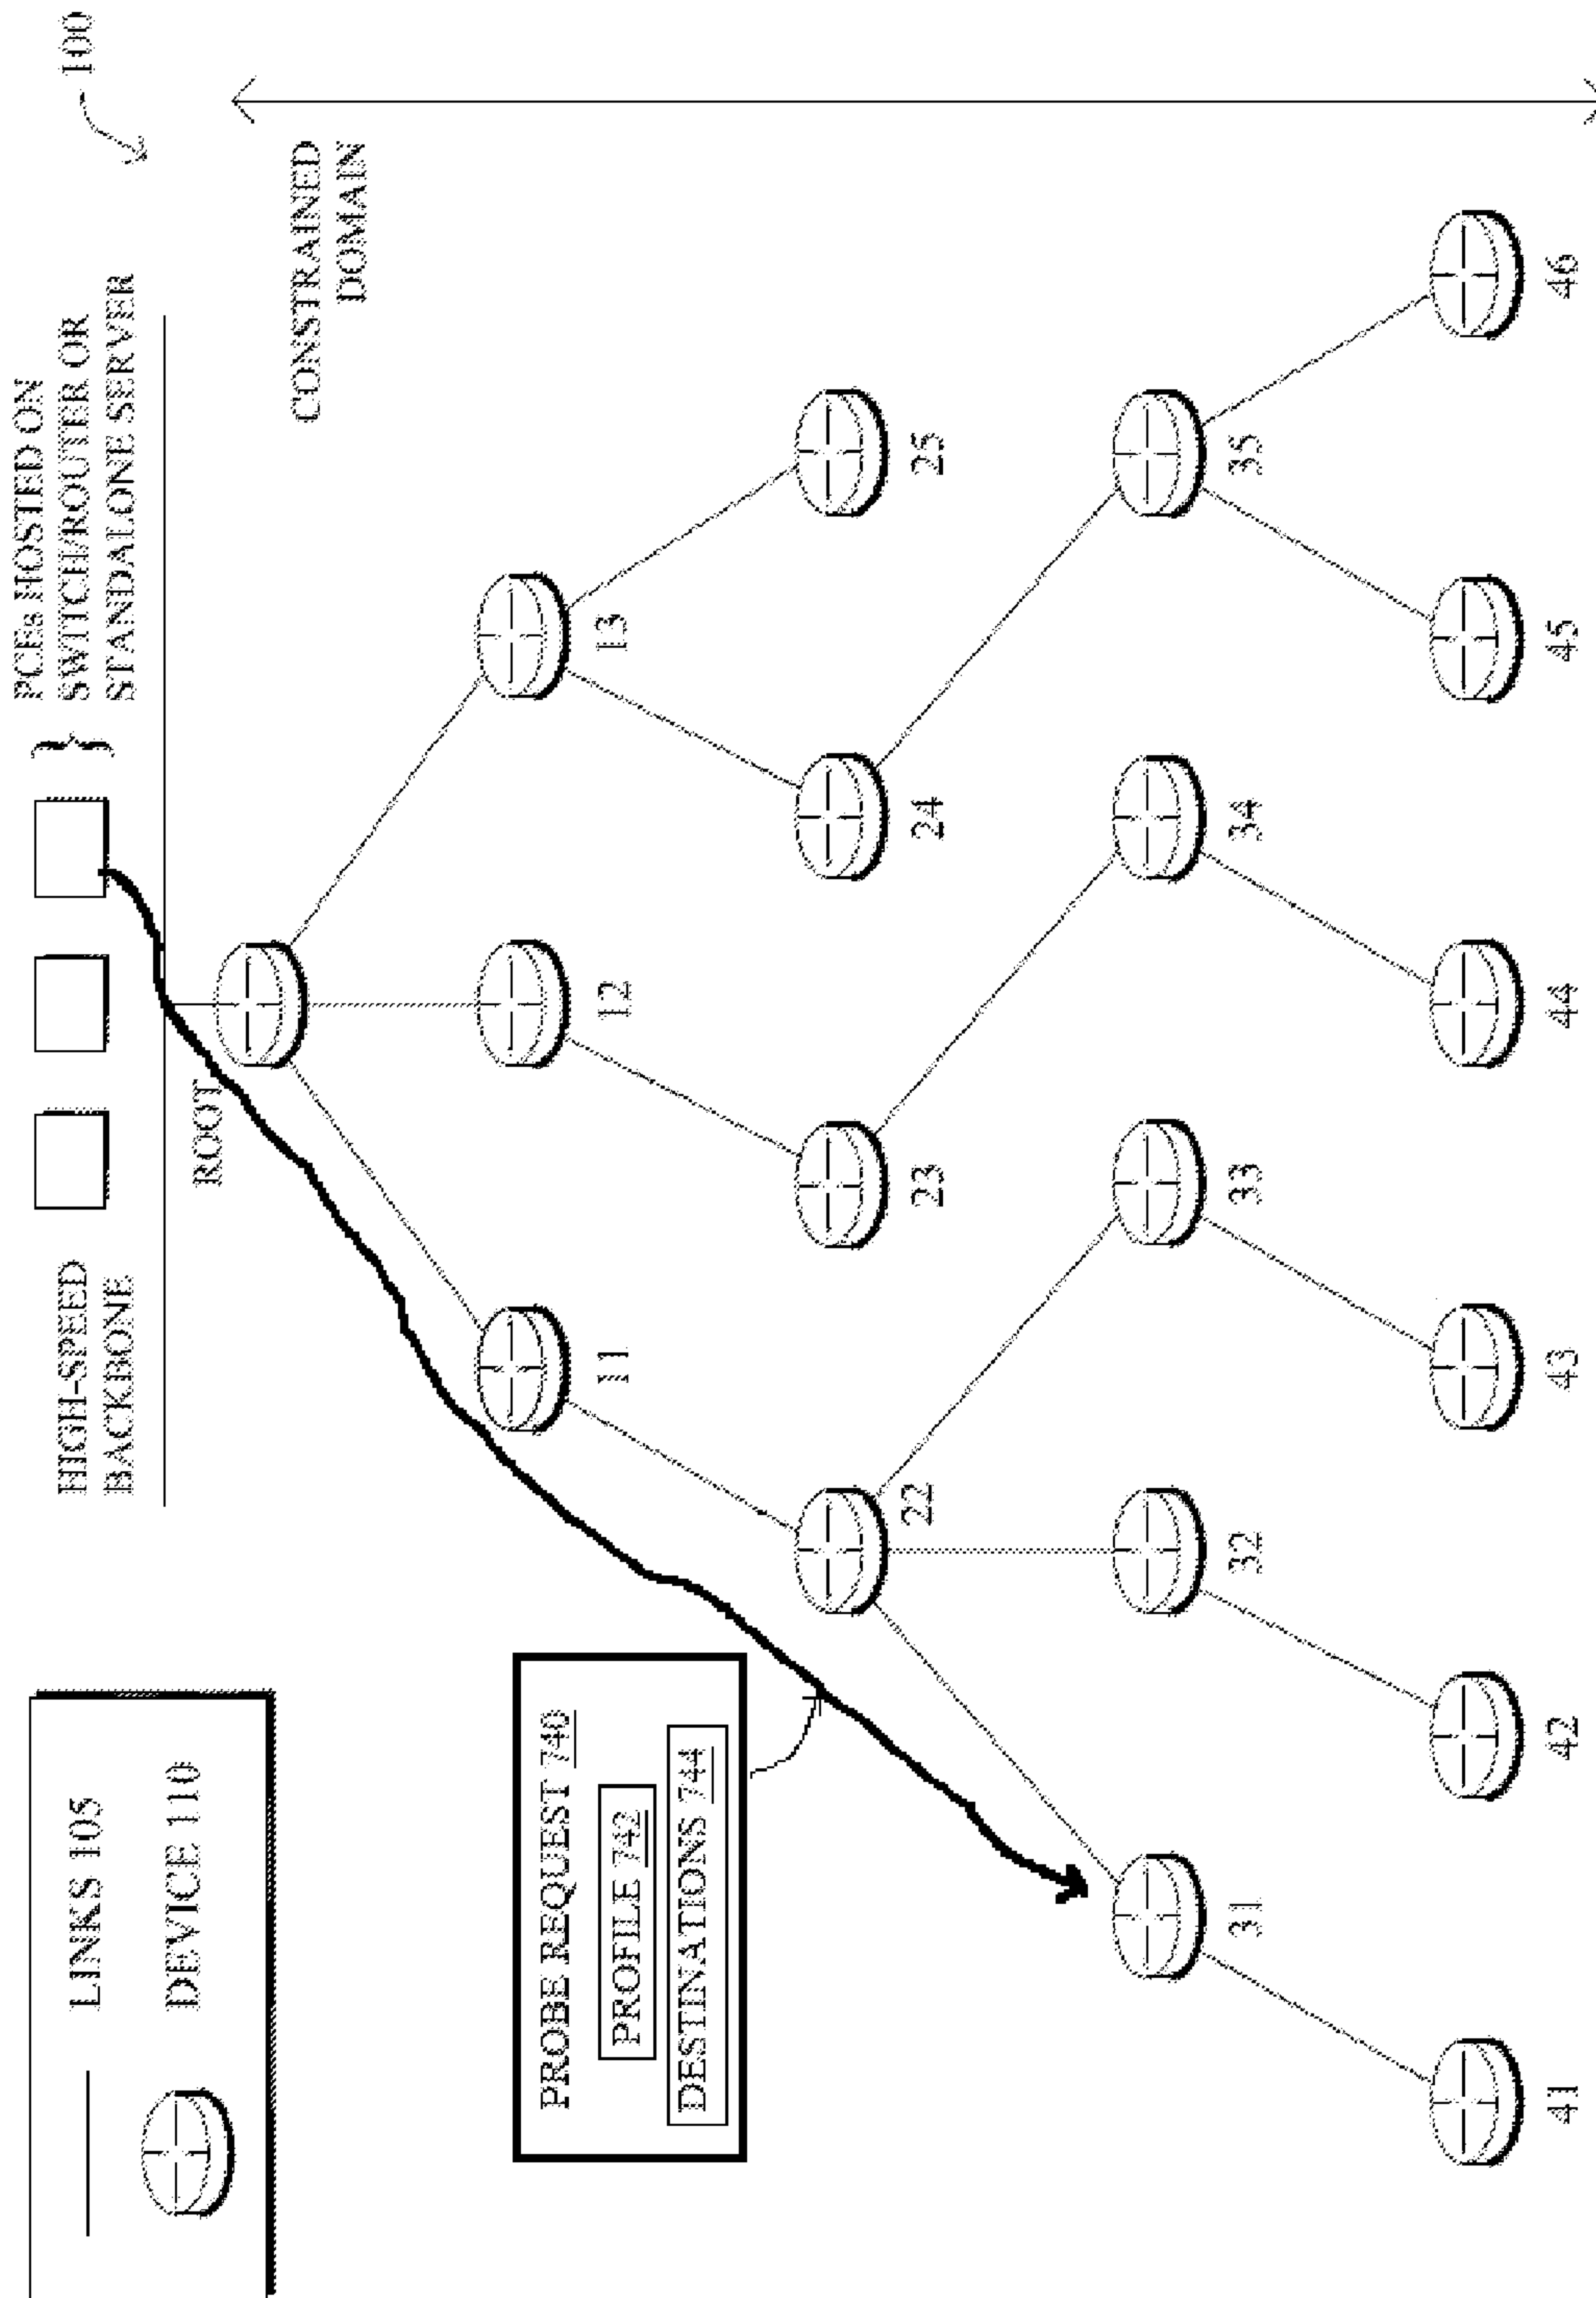 LINKS 105
DEVICE 110
HIGH-SPEED
BACKBONE
PCEs HOSTED ON
SWITCH/ROUTER OR
STANDALONE SERVER
100
ROOT
CONSTRAINED
DOMAIN
PROBE REQUEST 740
PROFILE 742
DESTINATIONS 744
11
12
13
22
23
24
25
31
32
33
34
35
41
42
43
44
45
46